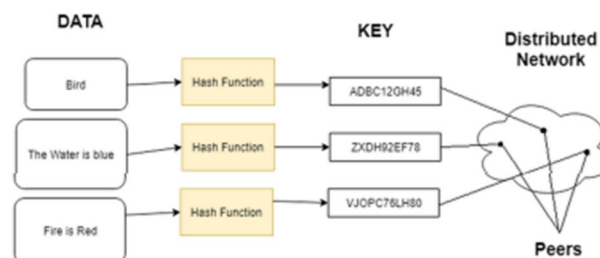 DATA
KEY
Distributed
Network
Bird
Hash Function
ADBC12GH45
The Water is blue
Hash Function
ZXDH92EF78
Fire is Red
Hash Function
VJOPC76LH80
Peers